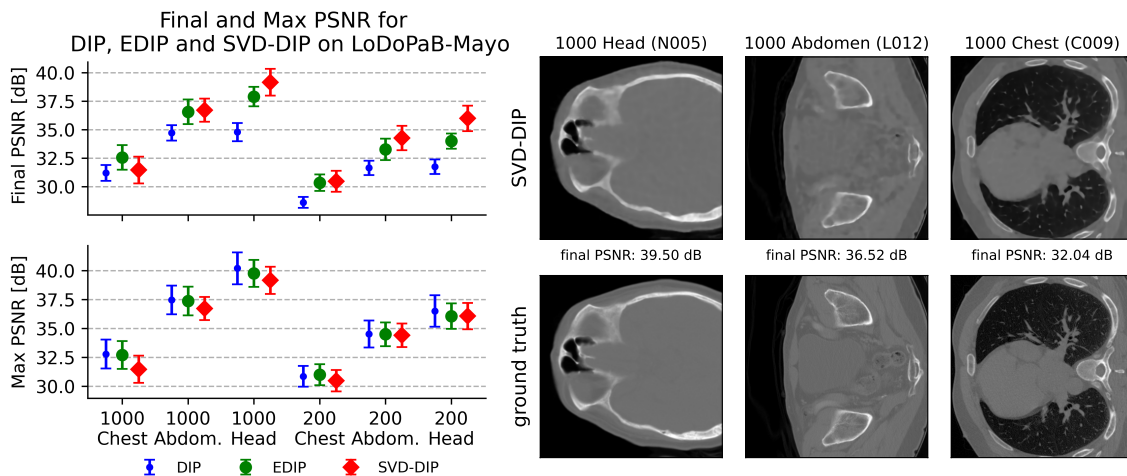 Final and Max PSNR for
DIP, EDIP and SVD-DIP on LoDoPaB-Mayo
Final PSNR [dB]
40.0
37.5
35.0
32.5
30.0
Max PSNR [dB]
40.0
37.5
35.0
32.5
30.0
1000 1000 1000 200 200 200
Chest Abdom. Head Chest Abdom. Head
DIP EDIP SVD-DIP
1000 Head (N005) 1000 Abdomen (L012) 1000 Chest (C009)
SVD-DIP
final PSNR: 39.50 dB final PSNR: 36.52 dB final PSNR: 32.04 dB
ground truth